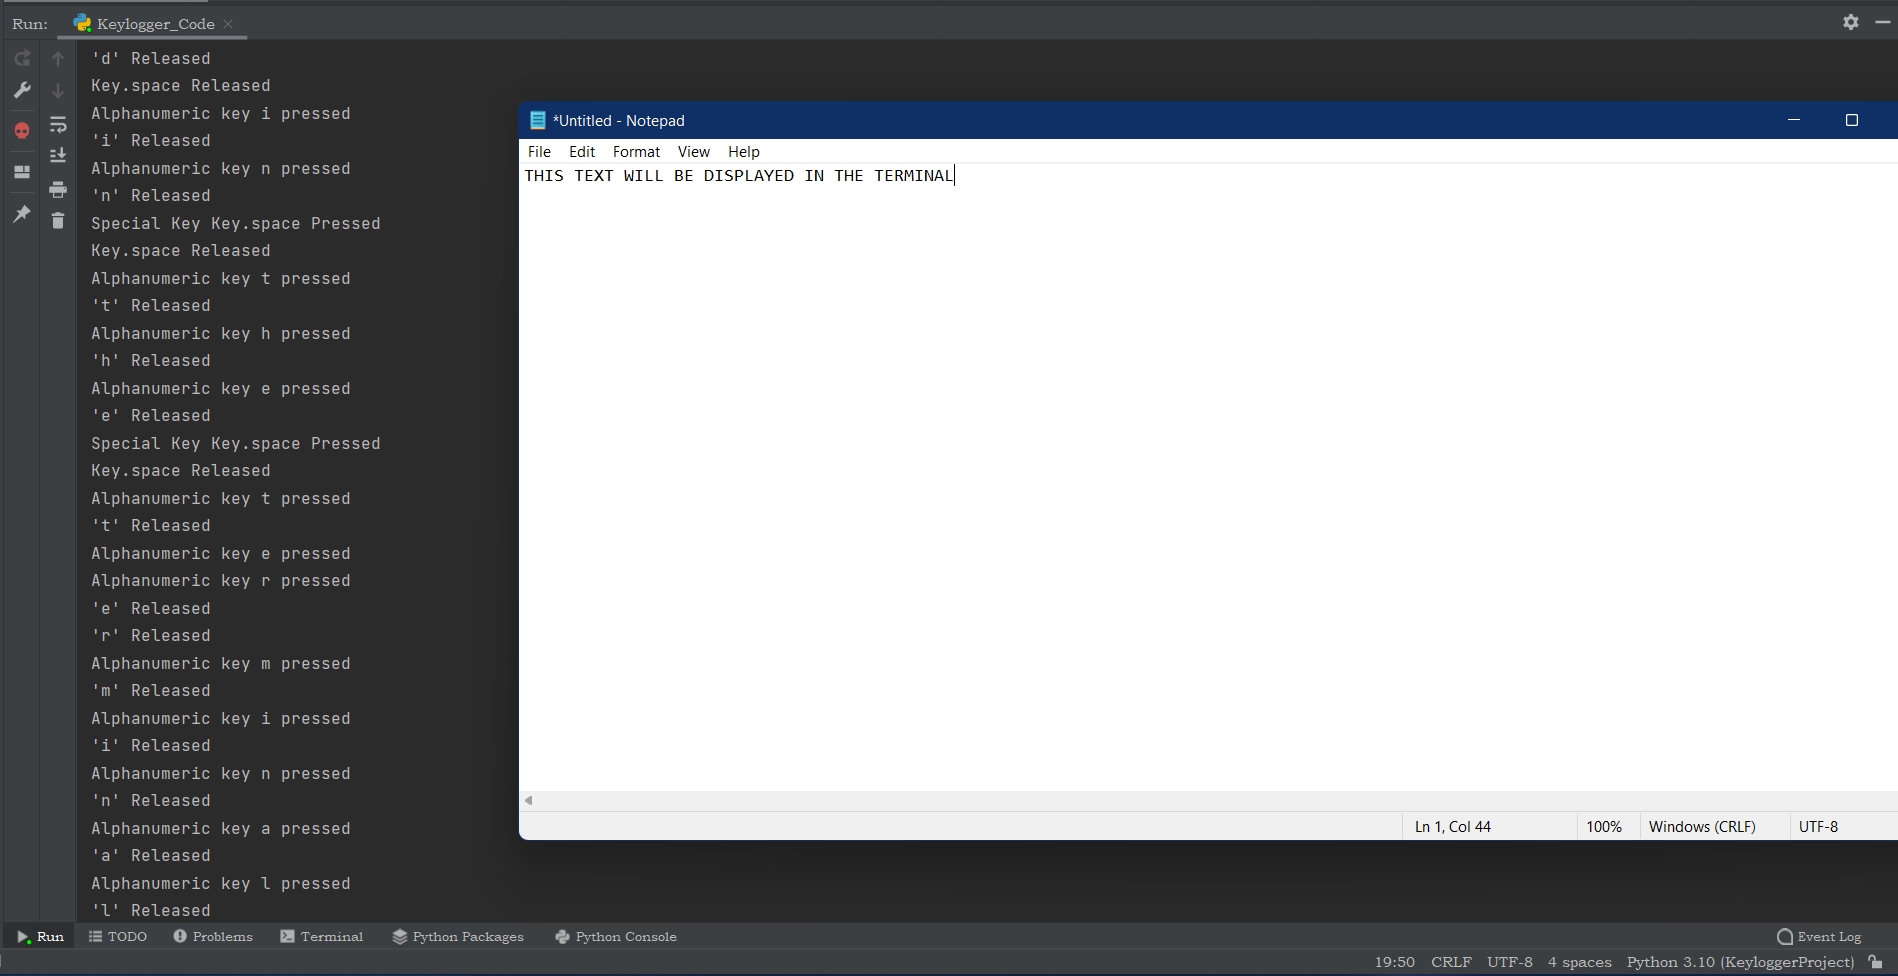 Run: Keylogger_Code
'd' Released
Key.space Released
Alphanumeric key i pressed
'i' Released
Alphanumeric key n pressed
'n' Released
Special Key Key.space Pressed
Key.space Released
Alphanumeric key t pressed
't' Released
Alphanumeric key h pressed
'h' Released
Alphanumeric key e pressed
'e' Released
Special Key Key.space Pressed
Key.space Released
Alphanumeric key t pressed
't' Released
Alphanumeric key e pressed
Alphanumeric key r pressed
'e' Released
'r' Released
Alphanumeric key m pressed
'm' Released
Alphanumeric key i pressed
'i' Released
Alphanumeric key n pressed
'n' Released
Alphanumeric key a pressed
'a' Released
Alphanumeric key l pressed
'l' Released
*Untitled - Notepad
File Edit Format View Help
THIS TEXT WILL BE DISPLAYED IN THE TERMINAL
Ln 1, Col 44 100% Windows (CRLF) UTF-8
Run TODO Problems Terminal Python Packages Python Console Event Log
19:50 CRLF UTF-8 4 spaces Python 3.10 (KeyloggerProject)